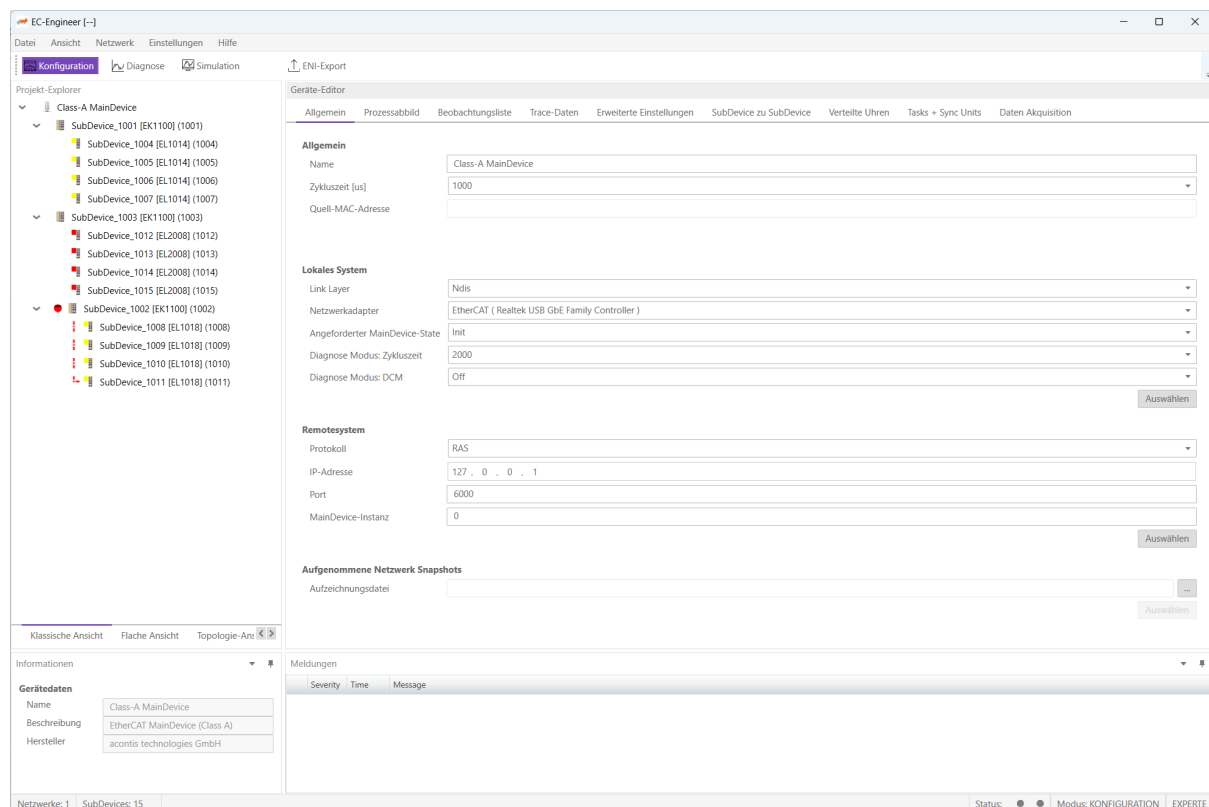 EC-Engineer [--]
Datei Ansicht Netzwerk Einstellungen Hilfe
Konfiguration Diagnose Simulation ENI-Export
Projekt-Explorer
Class-A MainDevice
SubDevice_1001 [EK1100] (1001)
SubDevice_1004 [EL1014] (1004)
SubDevice_1005 [EL1014] (1005)
SubDevice_1006 [EL1014] (1006)
SubDevice_1007 [EL1014] (1007)
SubDevice_1003 [EK1100] (1003)
SubDevice_1012 [EL2008] (1012)
SubDevice_1013 [EL2008] (1013)
SubDevice_1014 [EL2008] (1014)
SubDevice_1015 [EL2008] (1015)
SubDevice_1002 [EK1100] (1002)
SubDevice_1008 [EL1018] (1008)
SubDevice_1009 [EL1018] (1009)
SubDevice_1010 [EL1018] (1010)
SubDevice_1011 [EL1018] (1011)
Klassische Ansicht Flache Ansicht Topologie-Ans
Geräte-Editor
Allgemein Prozessabbild Beobachtungsliste Trace-Daten Erweiterte Einstellungen SubDevice zu SubDevice Verteilte Uhren Tasks + Sync Units Daten Akquisition
Allgemein
Name Class-A MainDevice
Zykluszeit [us] 1000
Quell-MAC-Adresse
Lokales System
Link Layer Ndis
Netzwerkadapter EtherCAT ( Realtek USB GbE Family Controller )
Angeforderter MainDevice-State Init
Diagnose Modus: Zykluszeit 2000
Diagnose Modus: DCM Off
Auswählen
Remotesystem
Protokoll RAS
IP-Adresse 127 . 0 . 0 . 1
Port 6000
MainDevice-Instanz 0
Auswählen
Aufgenommene Netzwerk Snapshots
Aufzeichnungsdatei ...
Auswählen
Informationen
Gerätedaten
Name Class-A MainDevice
Beschreibung EtherCAT MainDevice (Class A)
Hersteller acontis technologies GmbH
Meldungen
Severity Time Message
Netzwerke: 1 SubDevices: 15 Status: Modus: KONFIGURATION EXPERTE